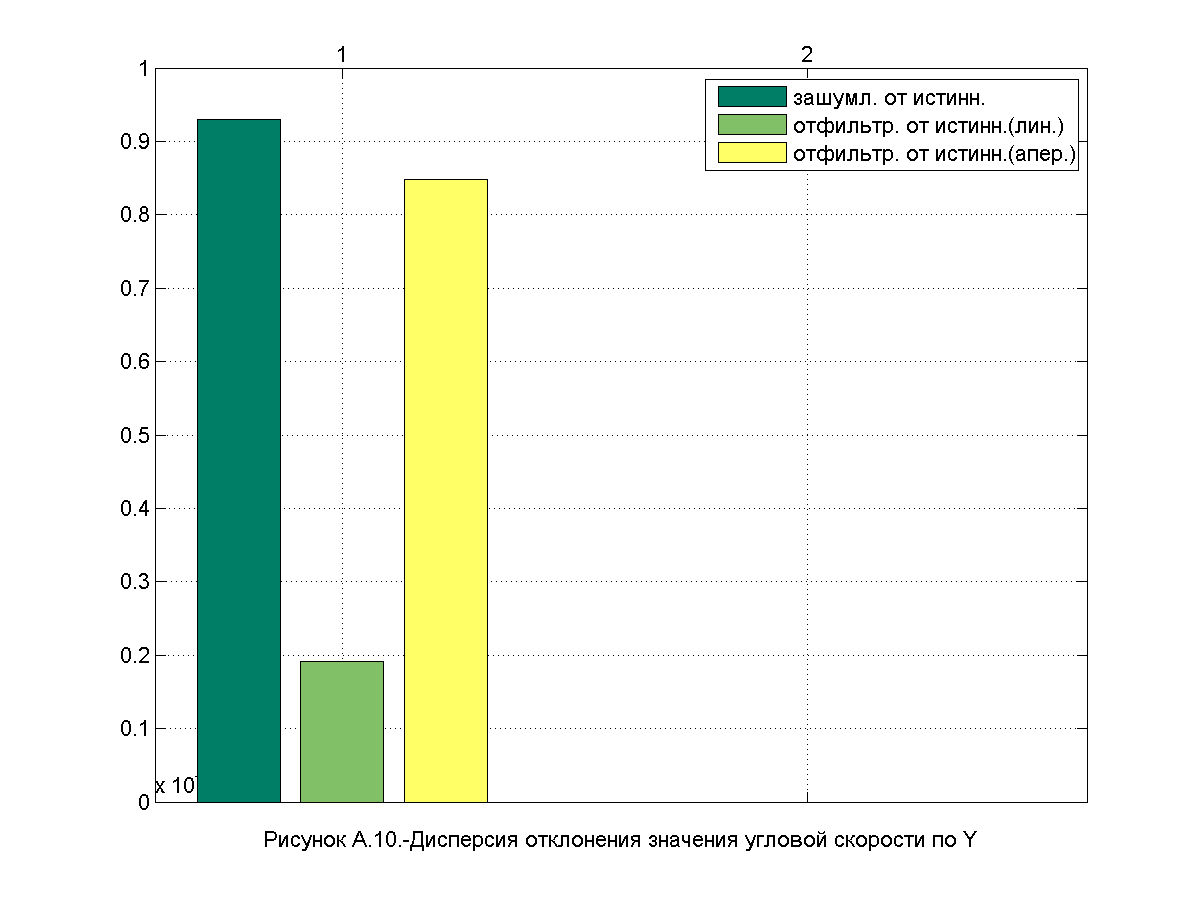 1 2
1
зашумл. от истинн.
отфильтр. от истинн.(лин.)
отфильтр. от истинн.(апер.)
0.9
0.8
0.7
0.6
0.5
0.4
0.3
0.2
0.1
x 10
0
Рисунок А.10.-Дисперсия отклонения значения угловой скорости по Y